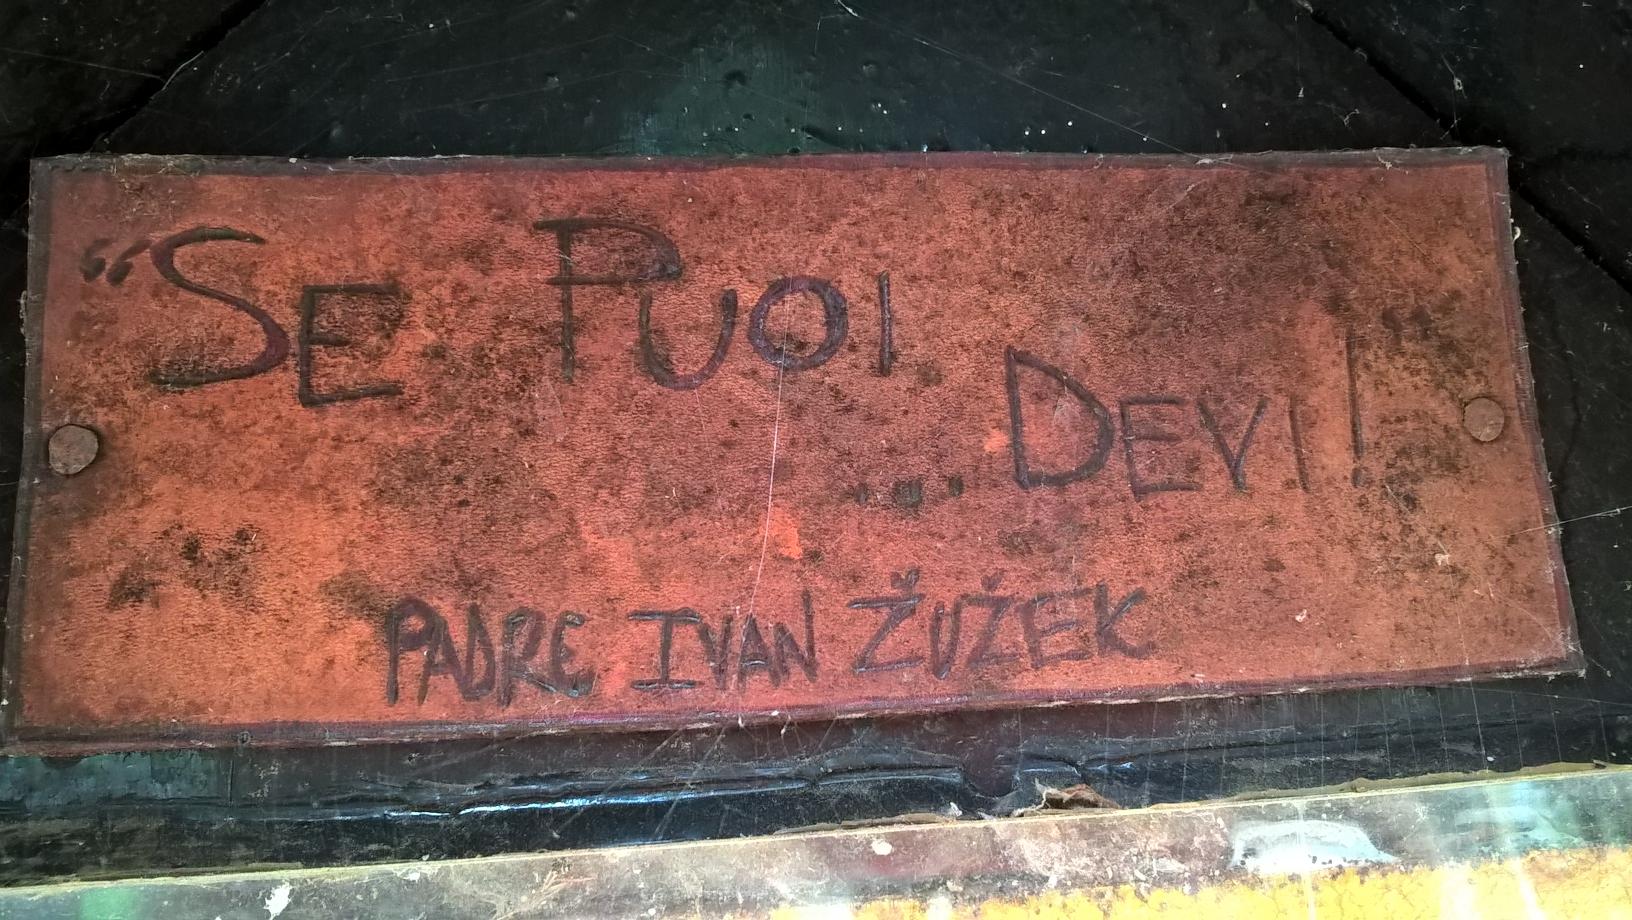 “SE PUOI
... DEVI!”
PADRE IVAN ŽUŽEK